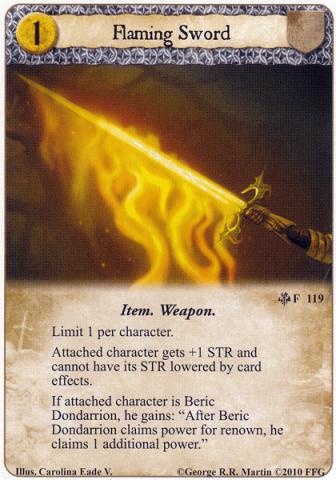 1
Flaming Sword
F 119
Item. Weapon.
Limit 1 per character.
Attached character gets +1 STR and
cannot have its STR lowered by card
effects.
If attached character is Beric
Dondarrion, he gains: “After Beric
Dondarrion claims power for renown, he
claims 1 additional power.”
Illus. Carolina Eade V.
©George R.R. Martin ©2010 FFG